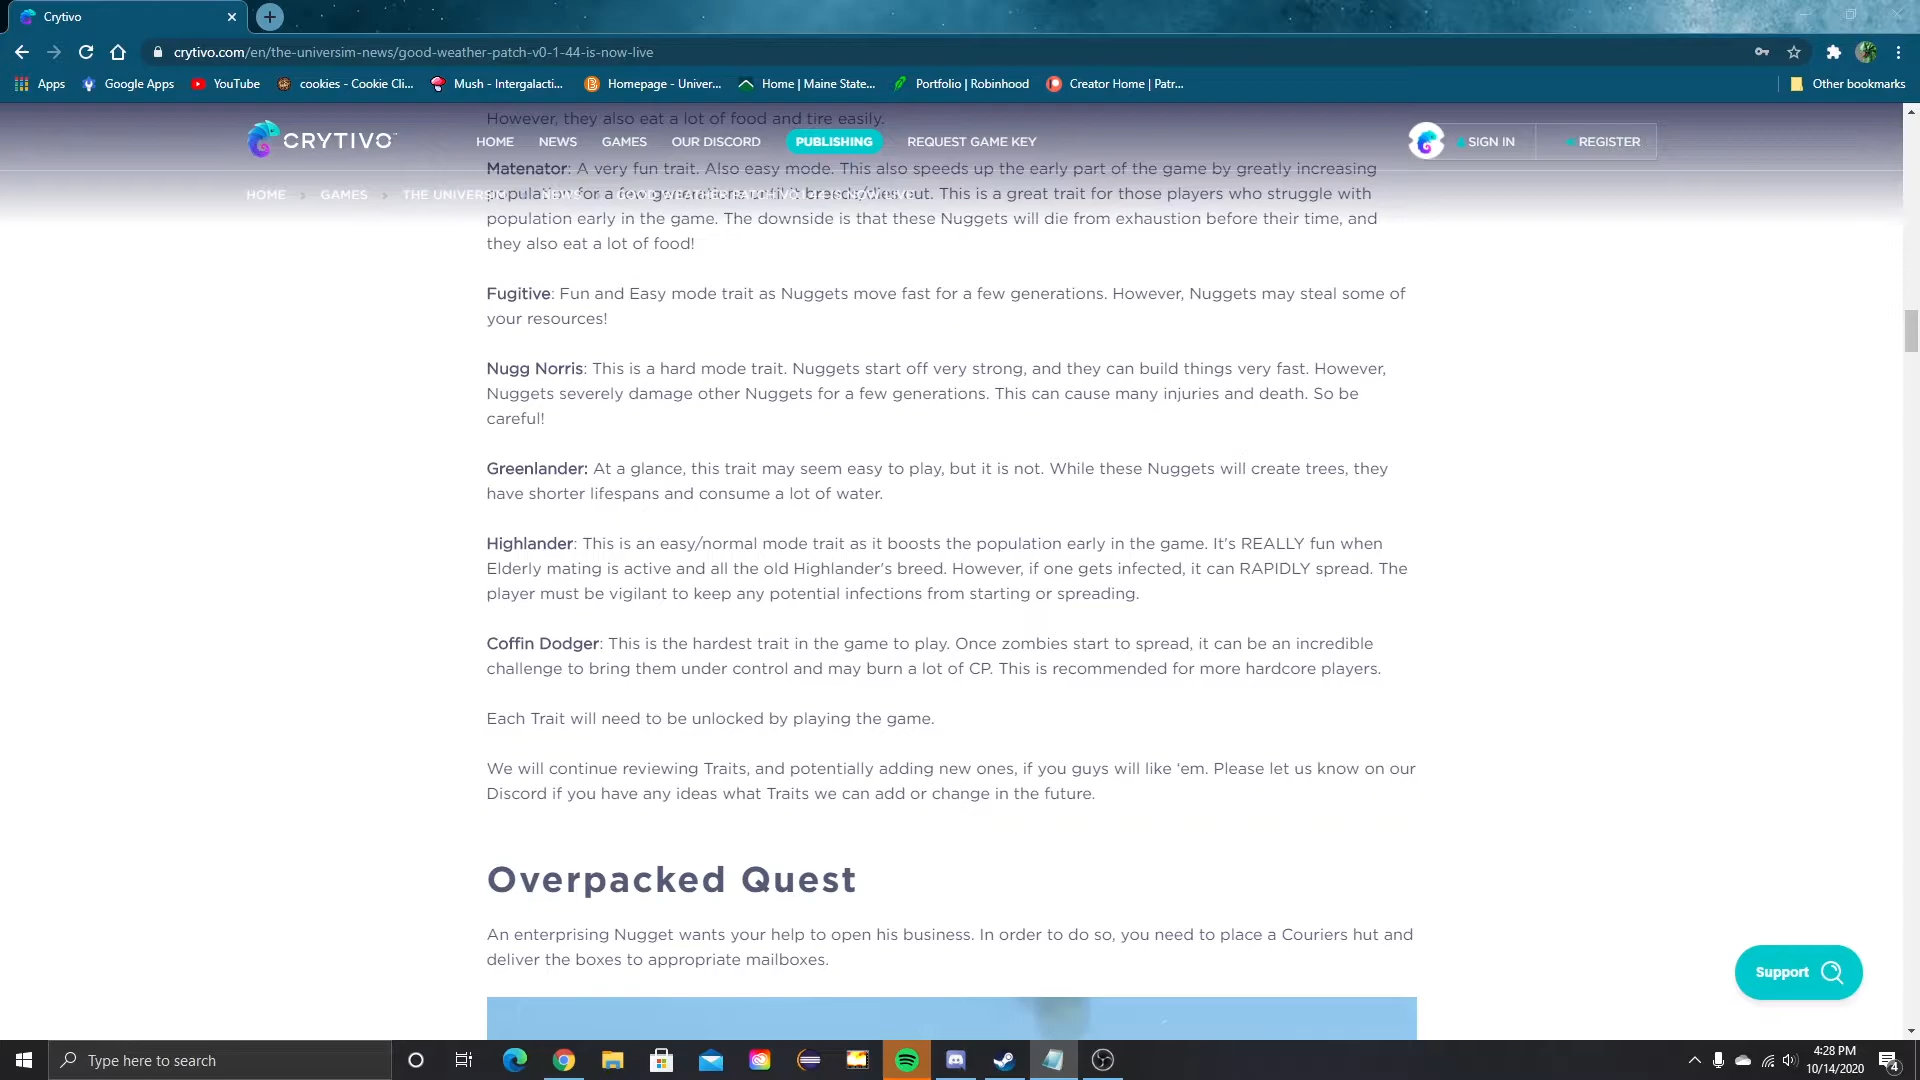 Crytivo
crytivo.com/en/the-universim-news/good-weather-patch-v0-1-44-is-now-live
Apps Google Apps YouTube cookies - Cookie Cli... Mush - Intergalacti... Homepage - Univer... Home | Maine State... Portfolio | Robinhood Creator Home | Patr... Other bookmarks
However, they also eat a lot of food and tire easily.
CRYTIVO HOME NEWS GAMES OUR DISCORD PUBLISHING REQUEST GAME KEY SIGN IN REGISTER
Matenator: A very fun trait. Also easy mode. This also speeds up the early part of the game by greatly increasing
HOME > GAMES > THE UNIVERSIM
population for a few generations until it breeds/dies out. This is a great trait for those players who struggle with
population early in the game. The downside is that these Nuggets will die from exhaustion before their time, and
they also eat a lot of food!
Fugitive: Fun and Easy mode trait as Nuggets move fast for a few generations. However, Nuggets may steal some of
your resources!
Nugg Norris: This is a hard mode trait. Nuggets start off very strong, and they can build things very fast. However,
Nuggets severely damage other Nuggets for a few generations. This can cause many injuries and death. So be
careful!
Greenlander: At a glance, this trait may seem easy to play, but it is not. While these Nuggets will create trees, they
have shorter lifespans and consume a lot of water.
Highlander: This is an easy/normal mode trait as it boosts the population early in the game. It's REALLY fun when
Elderly mating is active and all the old Highlander's breed. However, if one gets infected, it can RAPIDLY spread. The
player must be vigilant to keep any potential infections from starting or spreading.
Coffin Dodger: This is the hardest trait in the game to play. Once zombies start to spread, it can be an incredible
challenge to bring them under control and may burn a lot of CP. This is recommended for more hardcore players.
Each Trait will need to be unlocked by playing the game.
We will continue reviewing Traits, and potentially adding new ones, if you guys will like ‘em. Please let us know on our
Discord if you have any ideas what Traits we can add or change in the future.
Overpacked Quest
An enterprising Nugget wants your help to open his business. In order to do so, you need to place a Couriers hut and
deliver the boxes to appropriate mailboxes.
Support
Type here to search
4:28 PM
10/14/2020
4